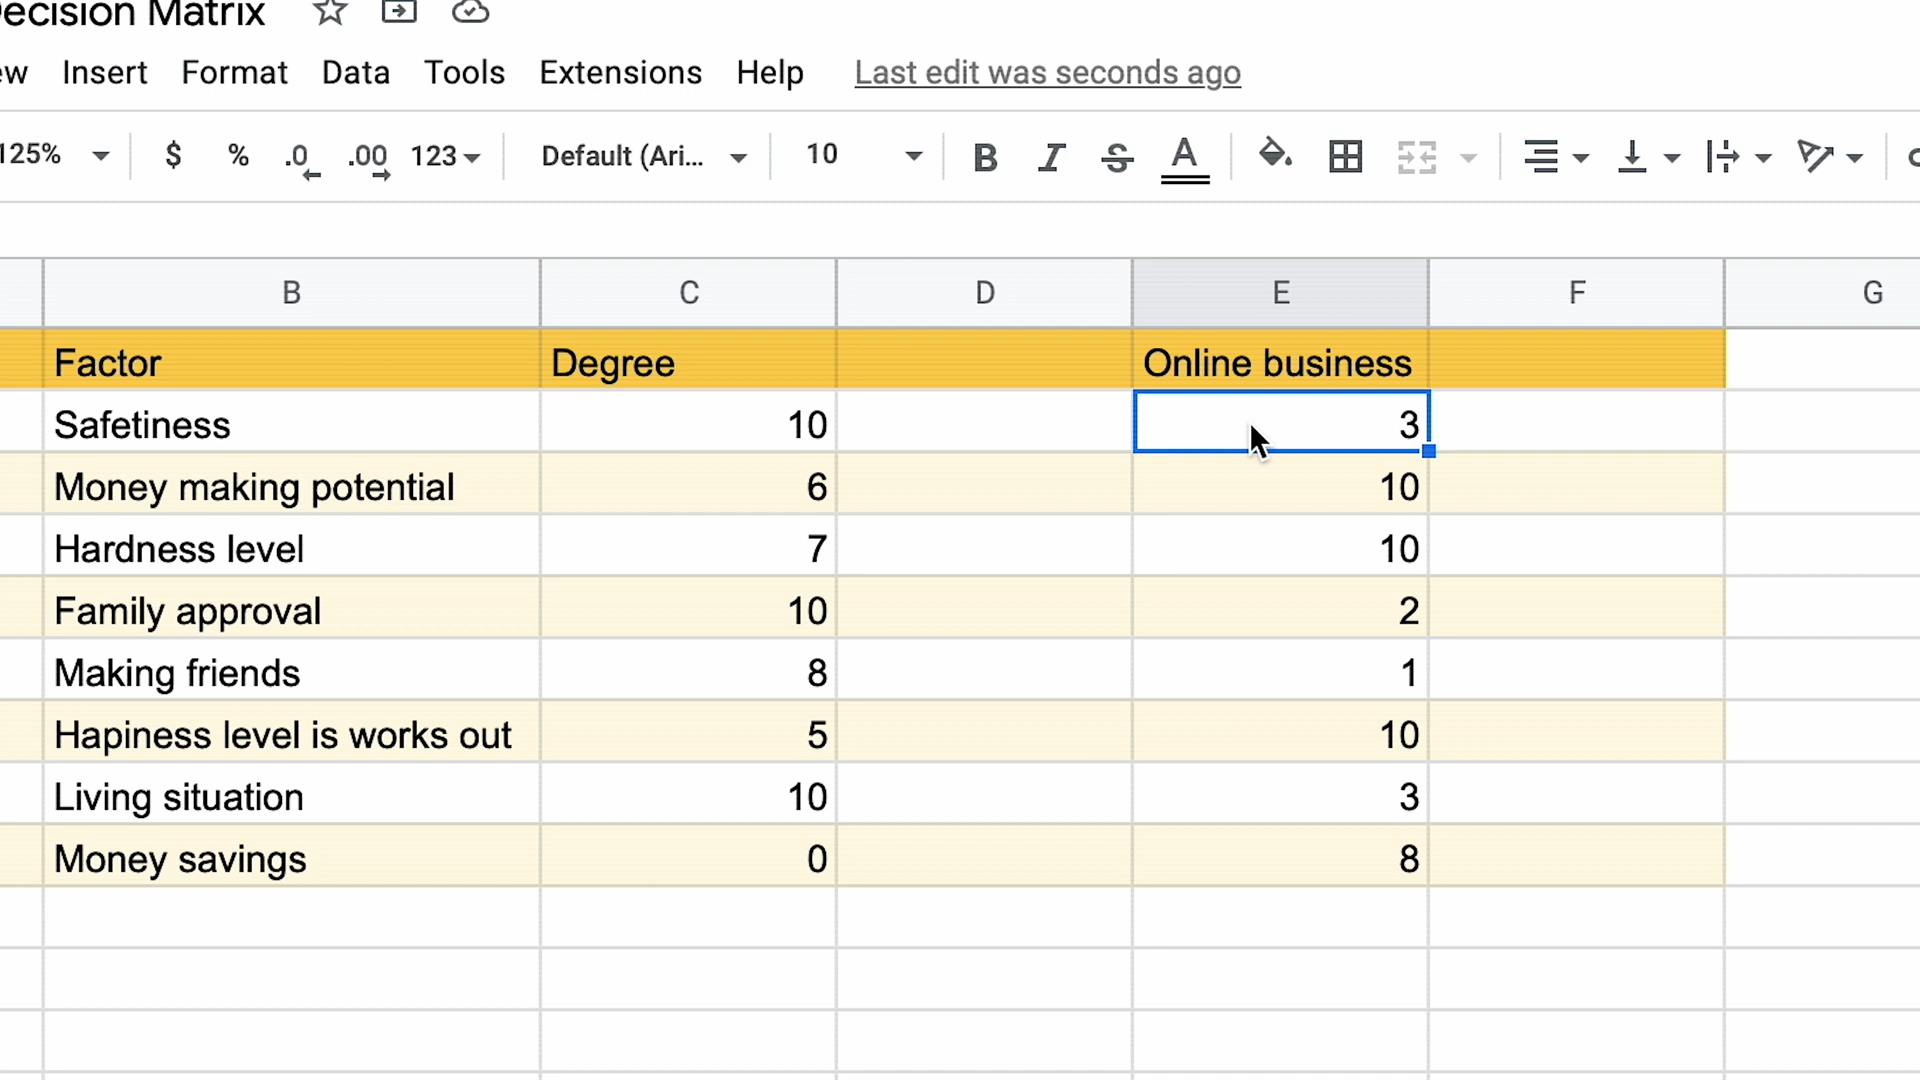 ecision Matrix
ew Insert Format Data Tools Extensions Help Last edit was seconds ago
125% $ % .0 .00 123 Default (Ari... 10 B I S A
B C D E F G
Factor Degree Online business
Safetiness 10 3
Money making potential 6 10
Hardness level 7 10
Family approval 10 2
Making friends 8 1
Hapiness level is works out 5 10
Living situation 10 3
Money savings 0 8